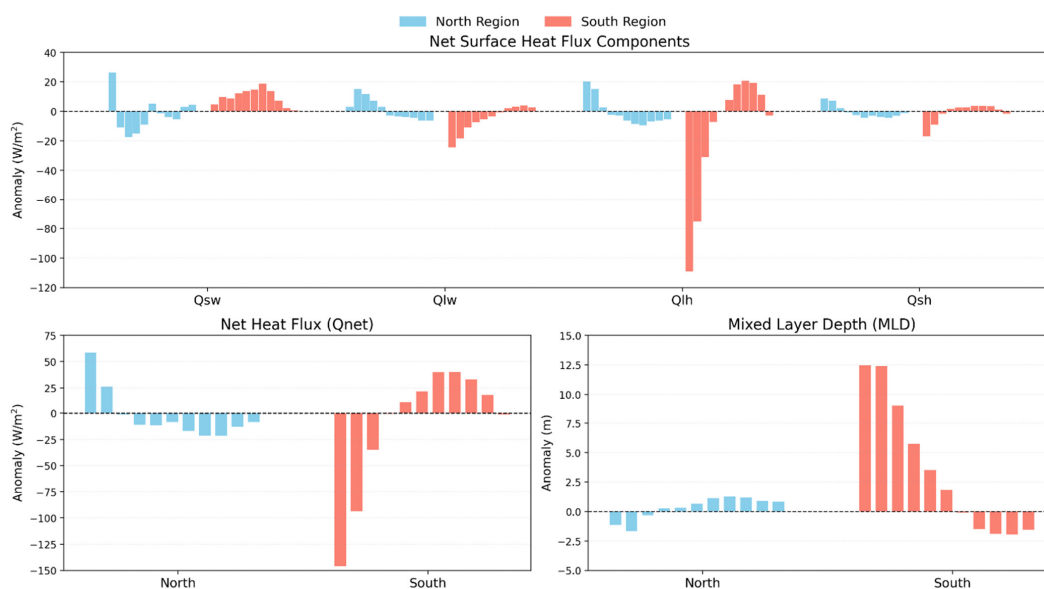 North Region South Region
Net Surface Heat Flux Components
Anomaly (W/m²)
40
20
0
−20
−40
−60
−80
−100
−120
Qsw Qlw Qlh Qsh
Net Heat Flux (Qnet)
Anomaly (W/m²)
75
50
25
0
−25
−50
−75
−100
−125
−150
North South
Mixed Layer Depth (MLD)
Anomaly (m)
15.0
12.5
10.0
7.5
5.0
2.5
0.0
−2.5
−5.0
North South